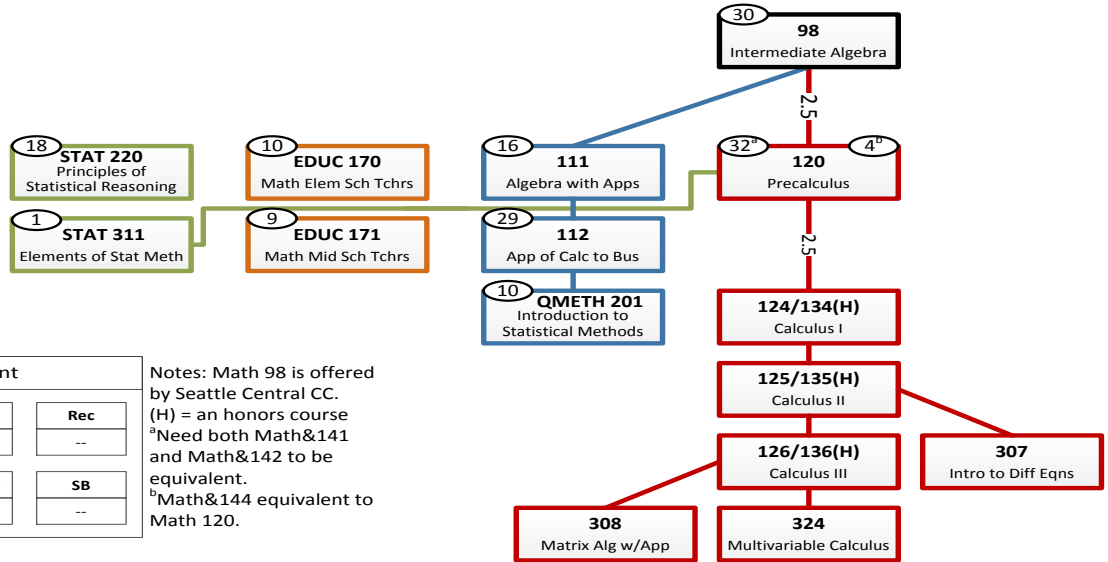 30
98
Intermediate Algebra
2.5
18
STAT 220
Principles of
Statistical Reasoning
10
EDUC 170
Math Elem Sch Tchrs
16
111
Algebra with Apps
32ᵃ
4ᵇ
120
Precalculus
1
STAT 311
Elements of Stat Meth
9
EDUC 171
Math Mid Sch Tchrs
29
112
App of Calc to Bus
2.5
10
QMETH 201
Introduction to
Statistical Methods
124/134(H)
Calculus I
125/135(H)
Calculus II
126/136(H)
Calculus III
307
Intro to Diff Eqns
308
Matrix Alg w/App
324
Multivariable Calculus
nt
Rec
--
SB
--
Notes: Math 98 is offered
by Seattle Central CC.
(H) = an honors course
ᵃNeed both Math&141
and Math&142 to be
equivalent.
ᵇMath&144 equivalent to
Math 120.